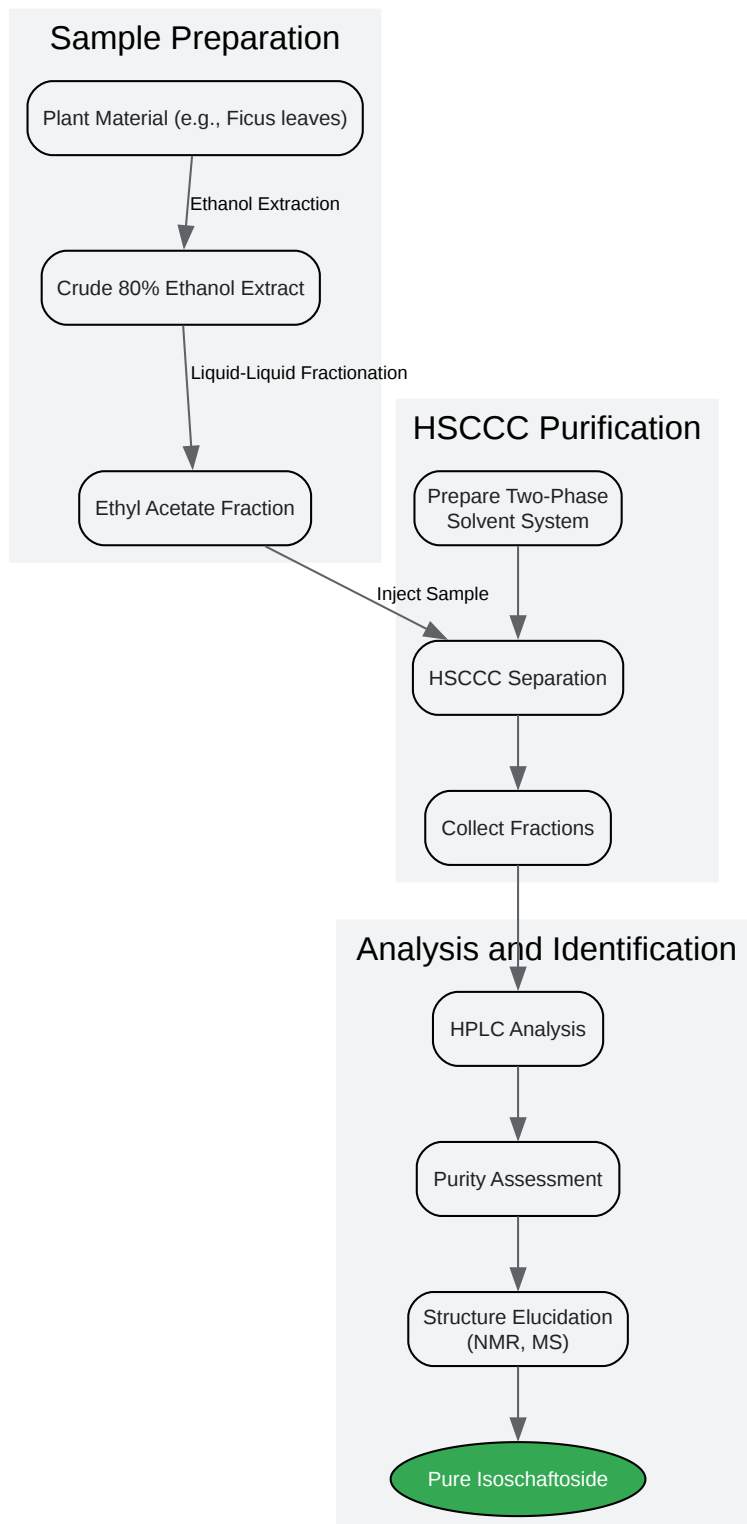 Sample Preparation
Plant Material (e.g., Ficus leaves)
Ethanol Extraction
Crude 80% Ethanol Extract
Liquid-Liquid Fractionation
Ethyl Acetate Fraction
HSCCC Purification
Prepare Two-Phase
Solvent System
Inject Sample
HSCCC Separation
Collect Fractions
Analysis and Identification
HPLC Analysis
Purity Assessment
Structure Elucidation
(NMR, MS)
Pure Isoschaftoside